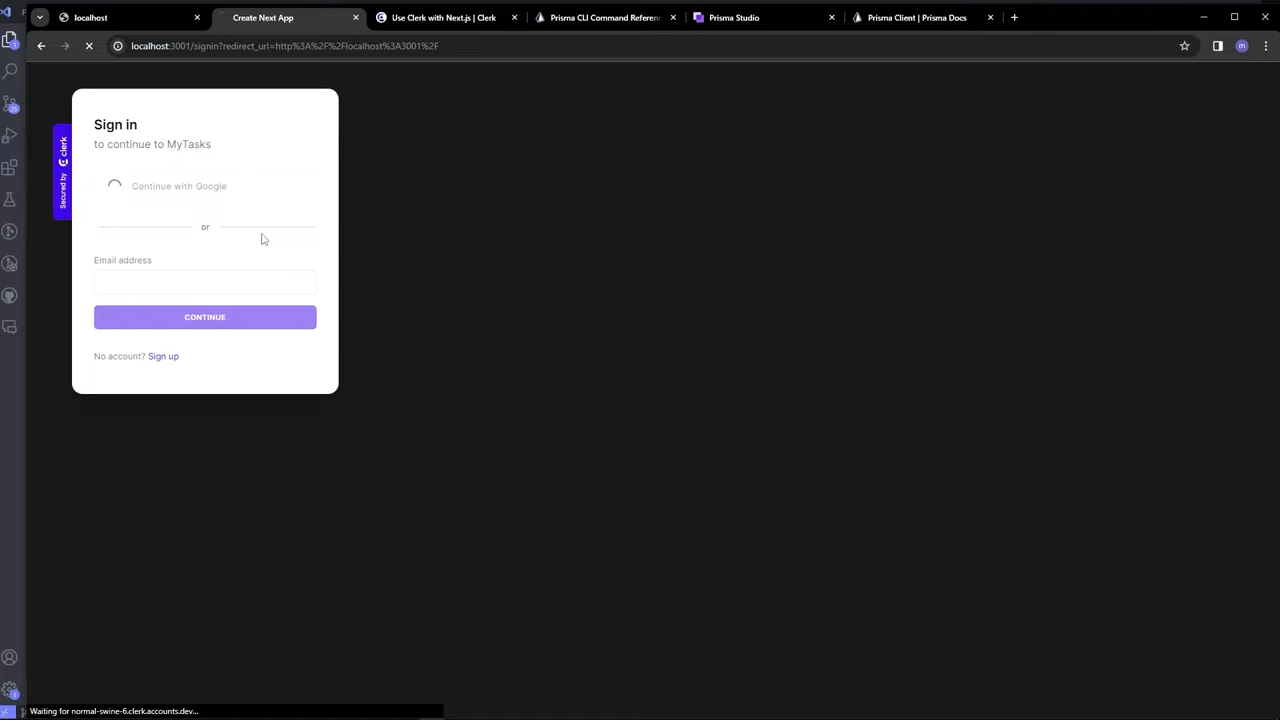 localhost
Create Next App
Use Clerk with Next.js | Clerk
Prisma CLI Command Referenc
Prisma Studio
Prisma Client | Prisma Docs
localhost:3001/signin?redirect_url=http%3A%2F%2Flocalhost%3A3001%2F
m
25
Sign in
to continue to MyTasks
Secured by clerk
Continue with Google
or
Email address
CONTINUE
No account? Sign up
1
Waiting for normal-swine-6.clerk.accounts.dev...